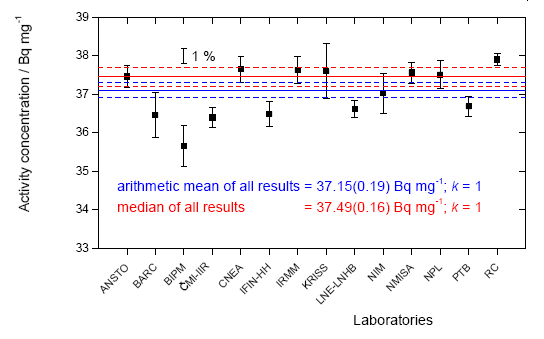 Activity concentration / Bq mg⁻¹
39
38
37
36
35
34
33
1 %
arithmetic mean of all results = 37.15(0.19) Bq mg⁻¹; k = 1
median of all results = 37.49(0.16) Bq mg⁻¹; k = 1
ANSTO
BARC
BIPM
ČMI-IIR
CNEA
IFIN-HH
IRMM
KRISS
LNE-LNHB
NIM
NMISA
NPL
PTB
RC
Laboratories